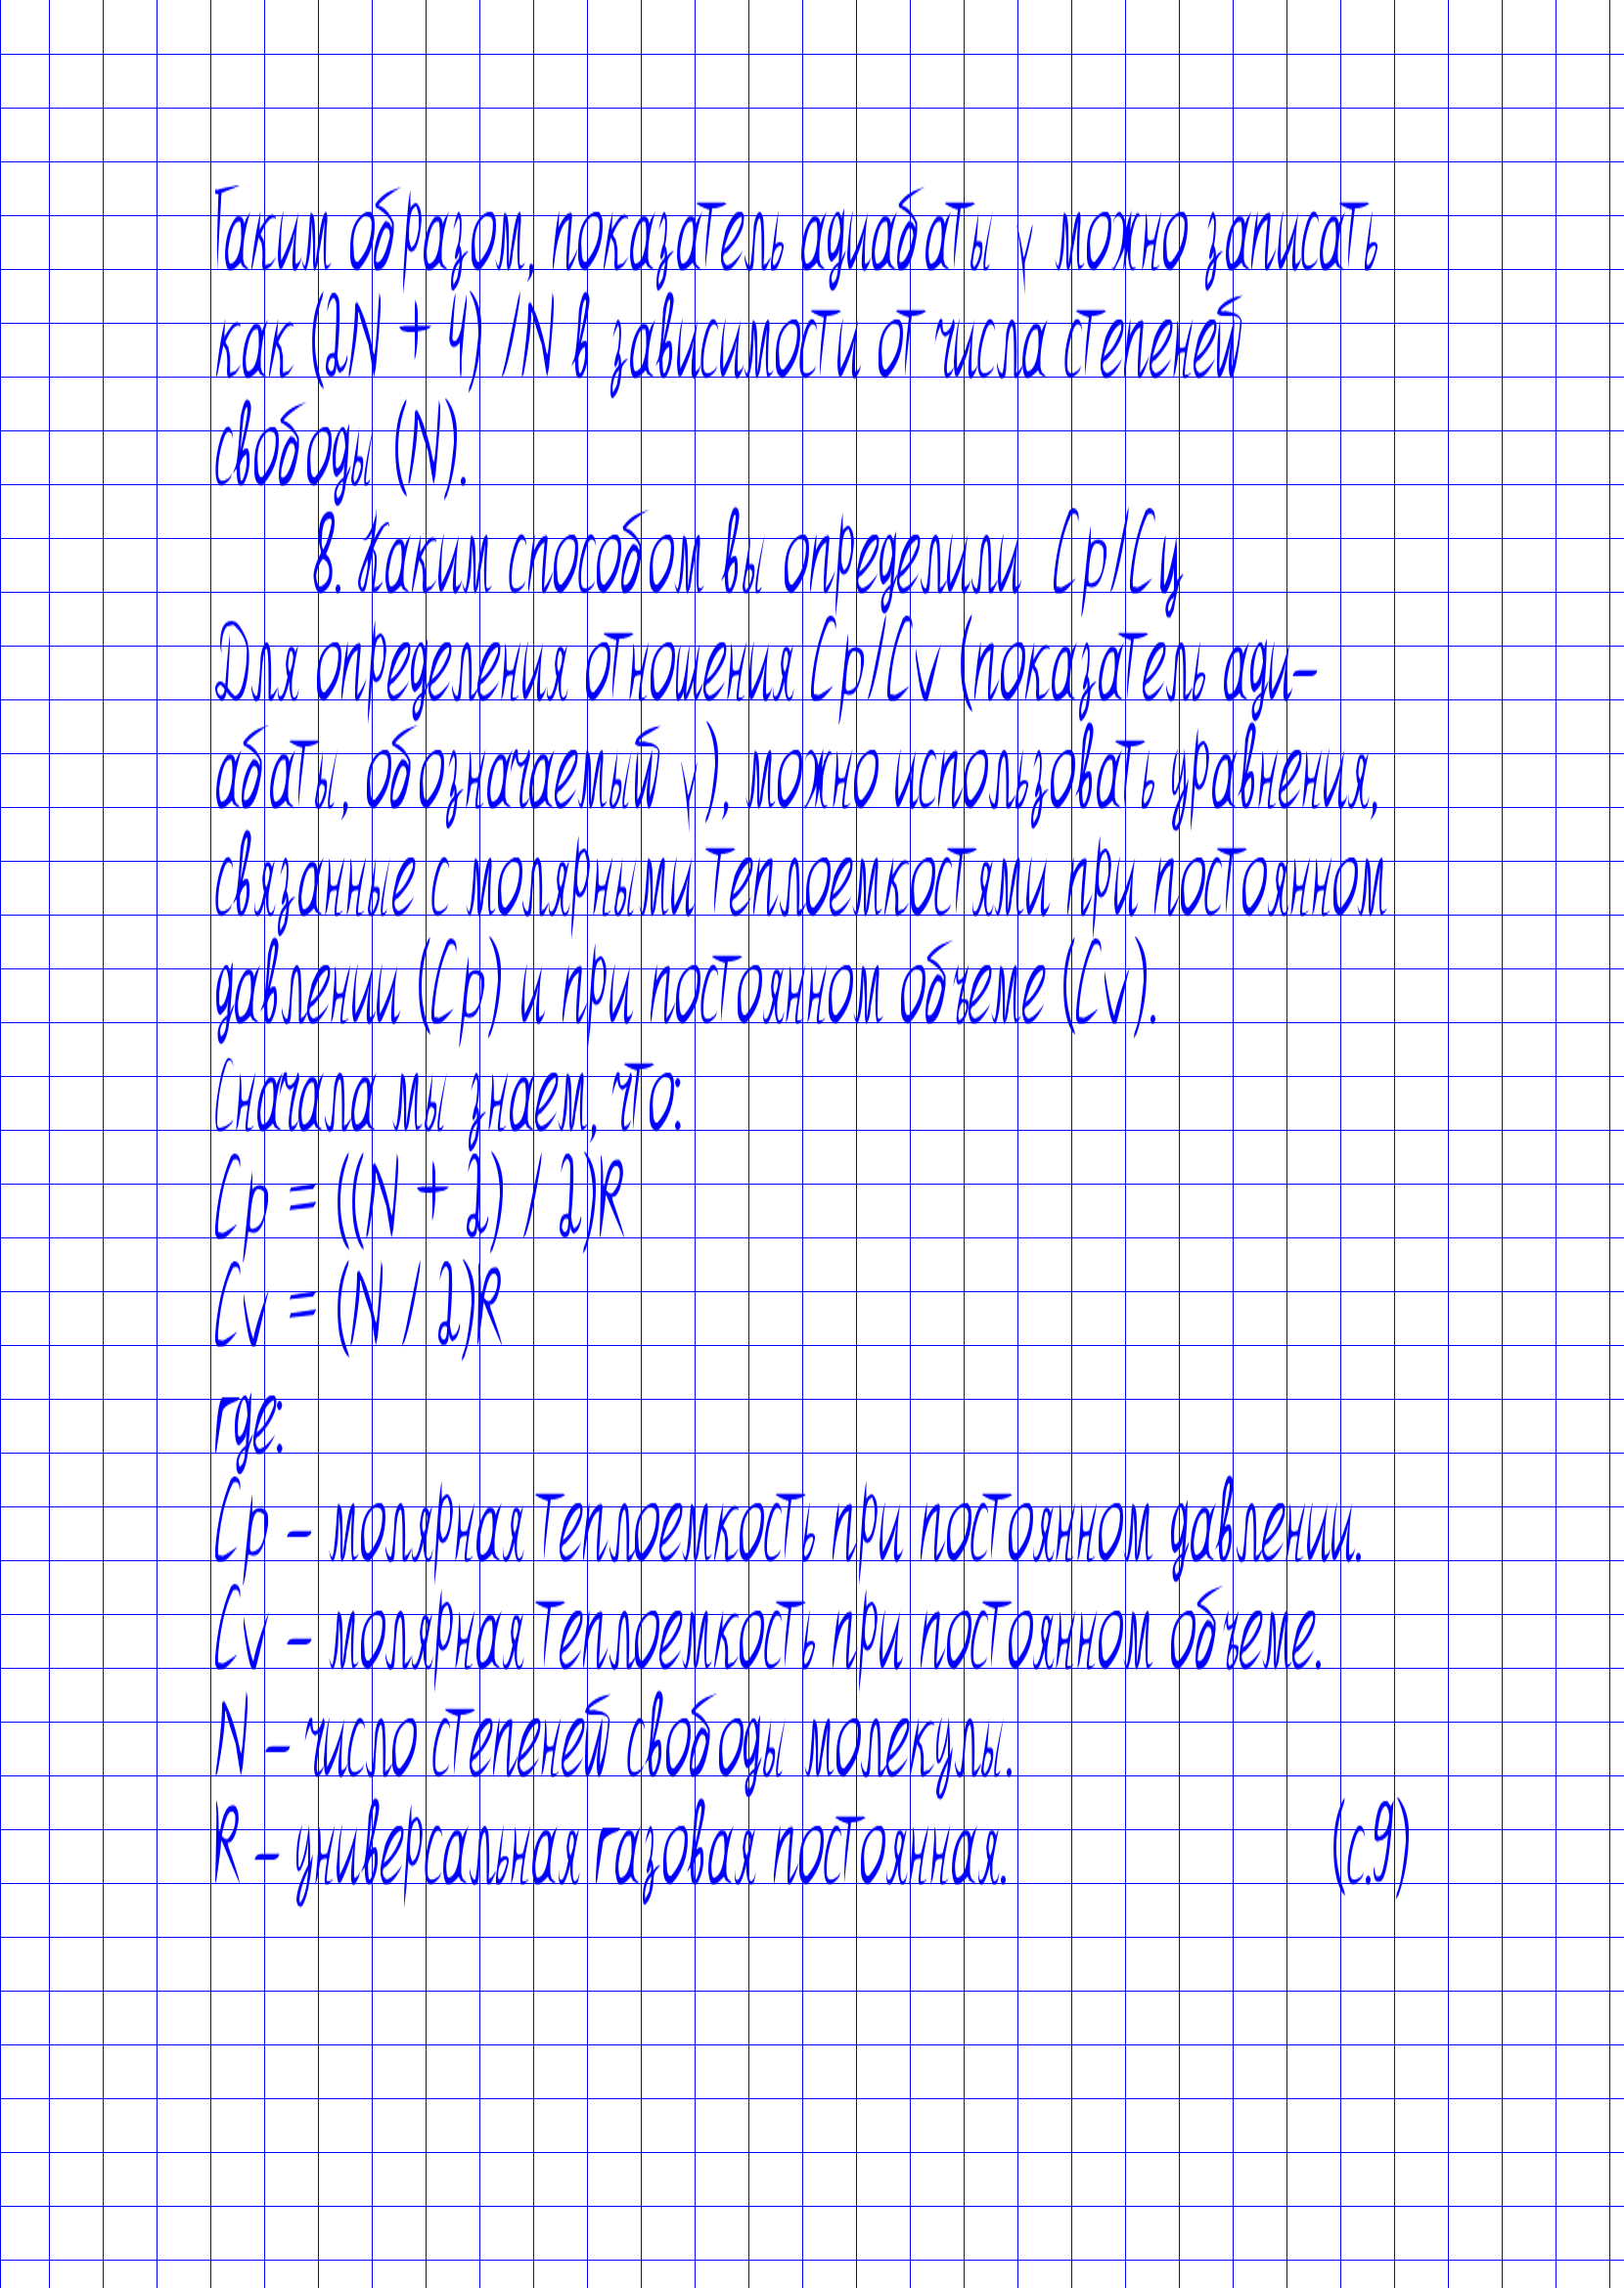 Таким образом, показатель адиабаты γ можно записать
как (2N + 4) /N в зависимости от числа степеней
свободы (N).
8. Каким способом вы определили Cp/Cу
Для определения отношения Cp/Cv (показатель ади-
абаты, обозначаемый γ), можно использовать уравнения,
связанные с молярными теплоемкостями при постоянном
давлении (Cp) и при постоянном объеме (Cv).
Сначала мы знаем, что:
Cp = ((N + 2) / 2)R
Cv = (N / 2)R
где:
Cp – молярная теплоемкость при постоянном давлении.
Cv – молярная теплоемкость при постоянном объеме.
N – число степеней свободы молекулы.
R – универсальная газовая постоянная. (с.9)